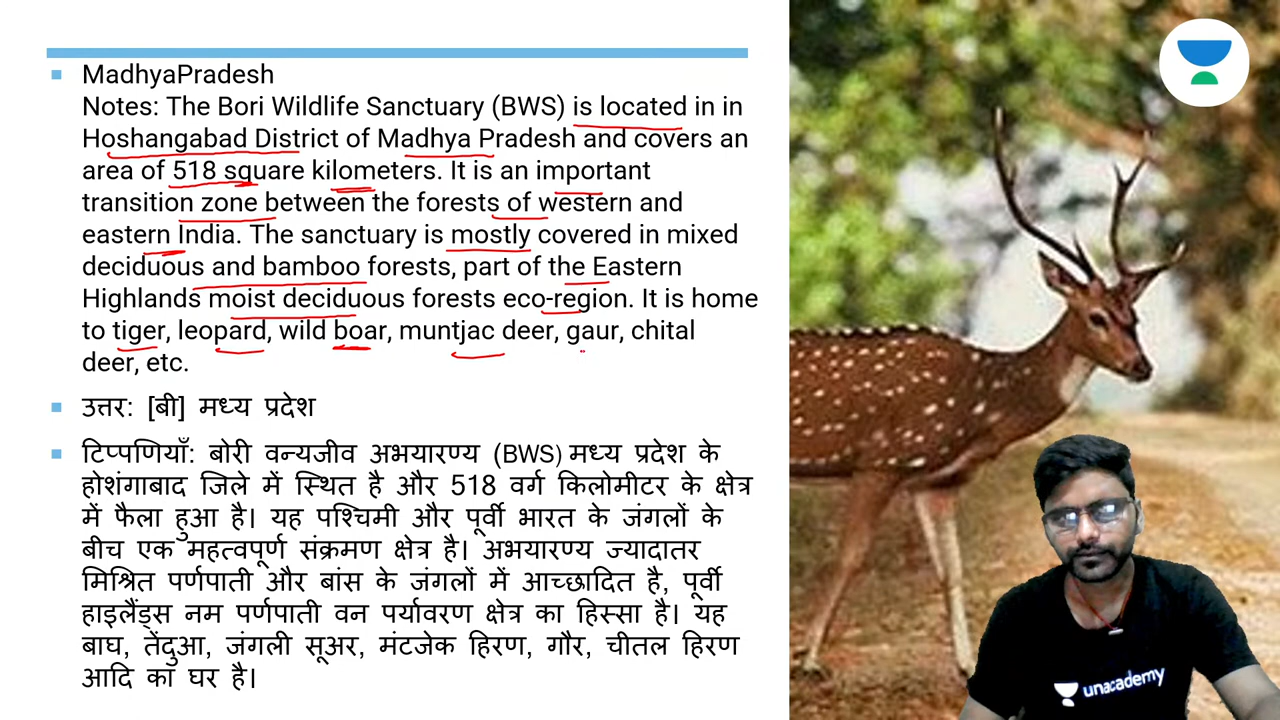 MadhyaPradesh
Notes: The Bori Wildlife Sanctuary (BWS) is located in in
Hoshangabad District of Madhya Pradesh and covers an
area of 518 square kilometers. It is an important
transition zone between the forests of western and
eastern India. The sanctuary is mostly covered in mixed
deciduous and bamboo forests, part of the Eastern
Highlands moist deciduous forests eco-region. It is home
to tiger, leopard, wild boar, muntjac deer, gaur, chital
deer, etc.
उत्तर: [बी] मध्य प्रदेश
टिप्पणियाँ: बोरी वन्यजीव अभयारण्य (BWS) मध्य प्रदेश के
होशंगाबाद जिले में स्थित है और 518 वर्ग किलोमीटर के क्षेत्र
में फैला हुआ है। यह पश्चिमी और पूर्वी भारत के जंगलों के
बीच एक महत्वपूर्ण संक्रमण क्षेत्र है। अभयारण्य ज्यादातर
मिश्रित पर्णपाती और बांस के जंगलों में आच्छादित है, पूर्वी
हाइलैंड्स नम पर्णपाती वन पर्यावरण क्षेत्र का हिस्सा है। यह
बाघ, तेंदुआ, जंगली सूअर, मंटजेक हिरण, गौर, चीतल हिरण
आदि का घर है।
unacademy